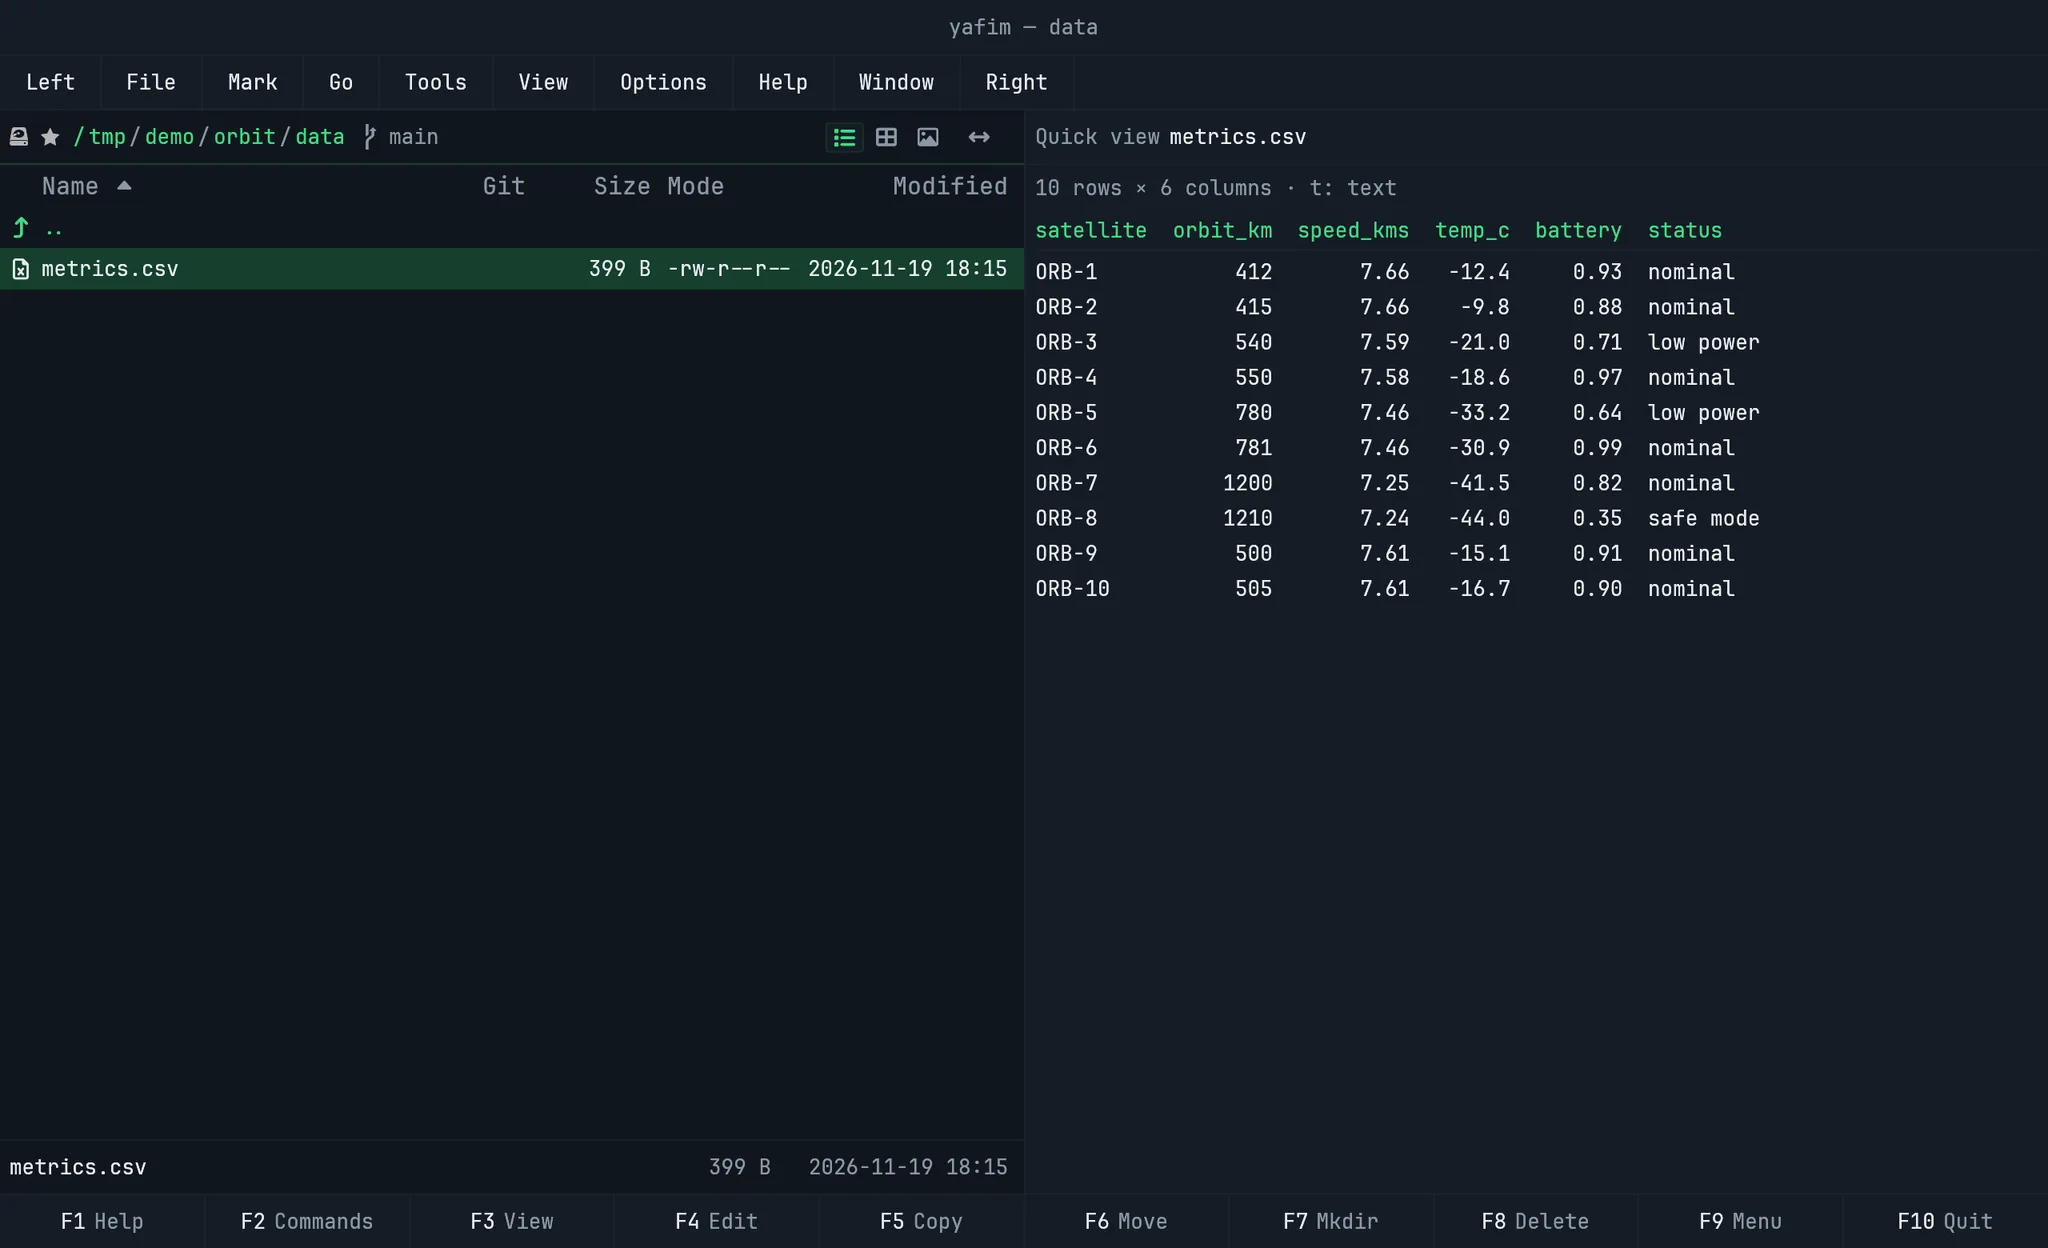 yafim — data
Left File Mark Go Tools View Options Help Window Right
/tmp/demo/orbit/data main
Name Git Size Mode Modified
..
metrics.csv 399 B -rw-r--r-- 2026-11-19 18:15
metrics.csv 399 B 2026-11-19 18:15
Quick view metrics.csv
10 rows × 6 columns · t: text
satellite orbit_km speed_kms temp_c battery status
ORB-1 412 7.66 -12.4 0.93 nominal
ORB-2 415 7.66 -9.8 0.88 nominal
ORB-3 540 7.59 -21.0 0.71 low power
ORB-4 550 7.58 -18.6 0.97 nominal
ORB-5 780 7.46 -33.2 0.64 low power
ORB-6 781 7.46 -30.9 0.99 nominal
ORB-7 1200 7.25 -41.5 0.82 nominal
ORB-8 1210 7.24 -44.0 0.35 safe mode
ORB-9 500 7.61 -15.1 0.91 nominal
ORB-10 505 7.61 -16.7 0.90 nominal
F1 Help F2 Commands F3 View F4 Edit F5 Copy F6 Move F7 Mkdir F8 Delete F9 Menu F10 Quit